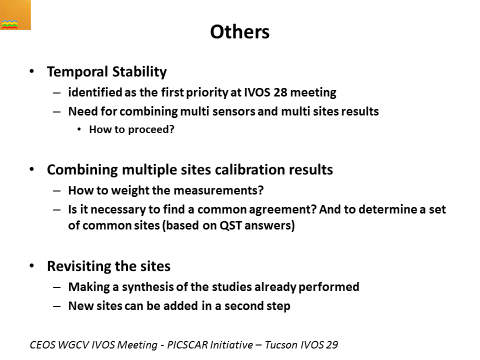 Others
• Temporal Stability
– identified as the first priority at IVOS 28 meeting
– Need for combining multi sensors and multi sites results
• How to proceed?
• Combining multiple sites calibration results
– How to weight the measurements?
– Is it necessary to find a common agreement? And to determine a set
of common sites (based on QST answers)
• Revisiting the sites
– Making a synthesis of the studies already performed
– New sites can be added in a second step
CEOS WGCV IVOS Meeting - PICSCAR Initiative – Tucson IVOS 29